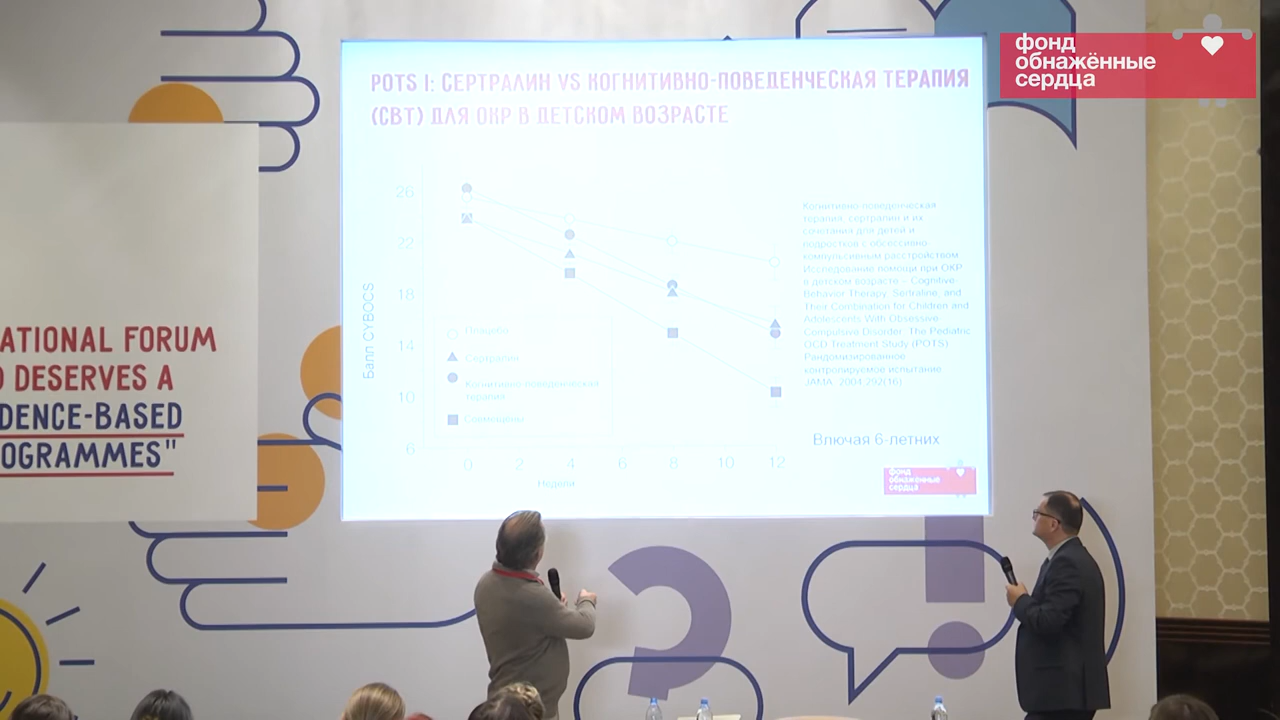 фонд
обнажённые
сердца
POTS I: СЕРТРАЛИН VS КОГНИТИВНО-ПОВЕДЕНЧЕСКАЯ ТЕРАПИЯ
(CBT) ДЛЯ ОКР В ДЕТСКОМ ВОЗРАСТЕ
26
22
18
14
10
6
Балл CYBOCS
Плацебо
Сертралин
Когнитивно-поведенческая
терапия
Совмещены
0 2 4 6 8 10 12
Недели
Когнитивно-поведенческая
терапия, сертралин и их
сочетания для детей и
подростков с обсессивно
компульсивным расстройством
Исследование помощи при ОКР
в детском возрасте – Cognitive-
Behavior Therapy, Sertraline, and
Their Combination for Children and
Adolescents With Obsessive-
Compulsive Disorder: The Pediatric
OCD Treatment Study (POTS)
Рандомизированное
контролируемое испытание
JAMA. 2004;292(16)
Влючая 6-летних
фонд
обнажённые
сердца
ATIONAL FORUM
DESERVES A
DENCE-BASED
OGRAMMES"